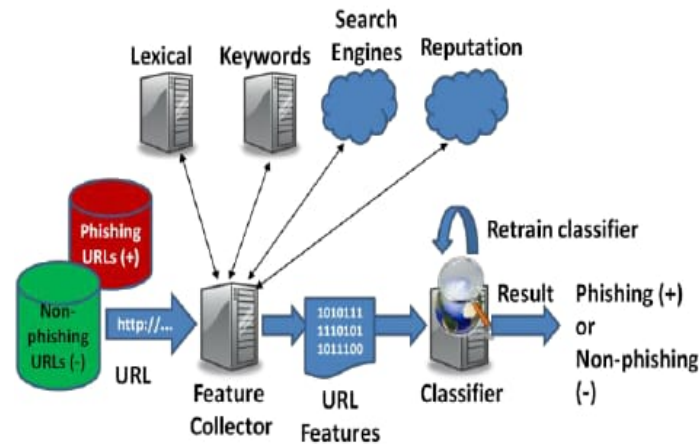 Search
Engines
Lexical
Keywords
Reputation
Phishing
URLs (+)
Retrain classifier
Non-
phishing
URLs (-)
http://...
URL
1010111
1110101
1011100
Result
Phishing (+)
or
Non-phishing
(-)
Feature
Collector
URL
Features
Classifier